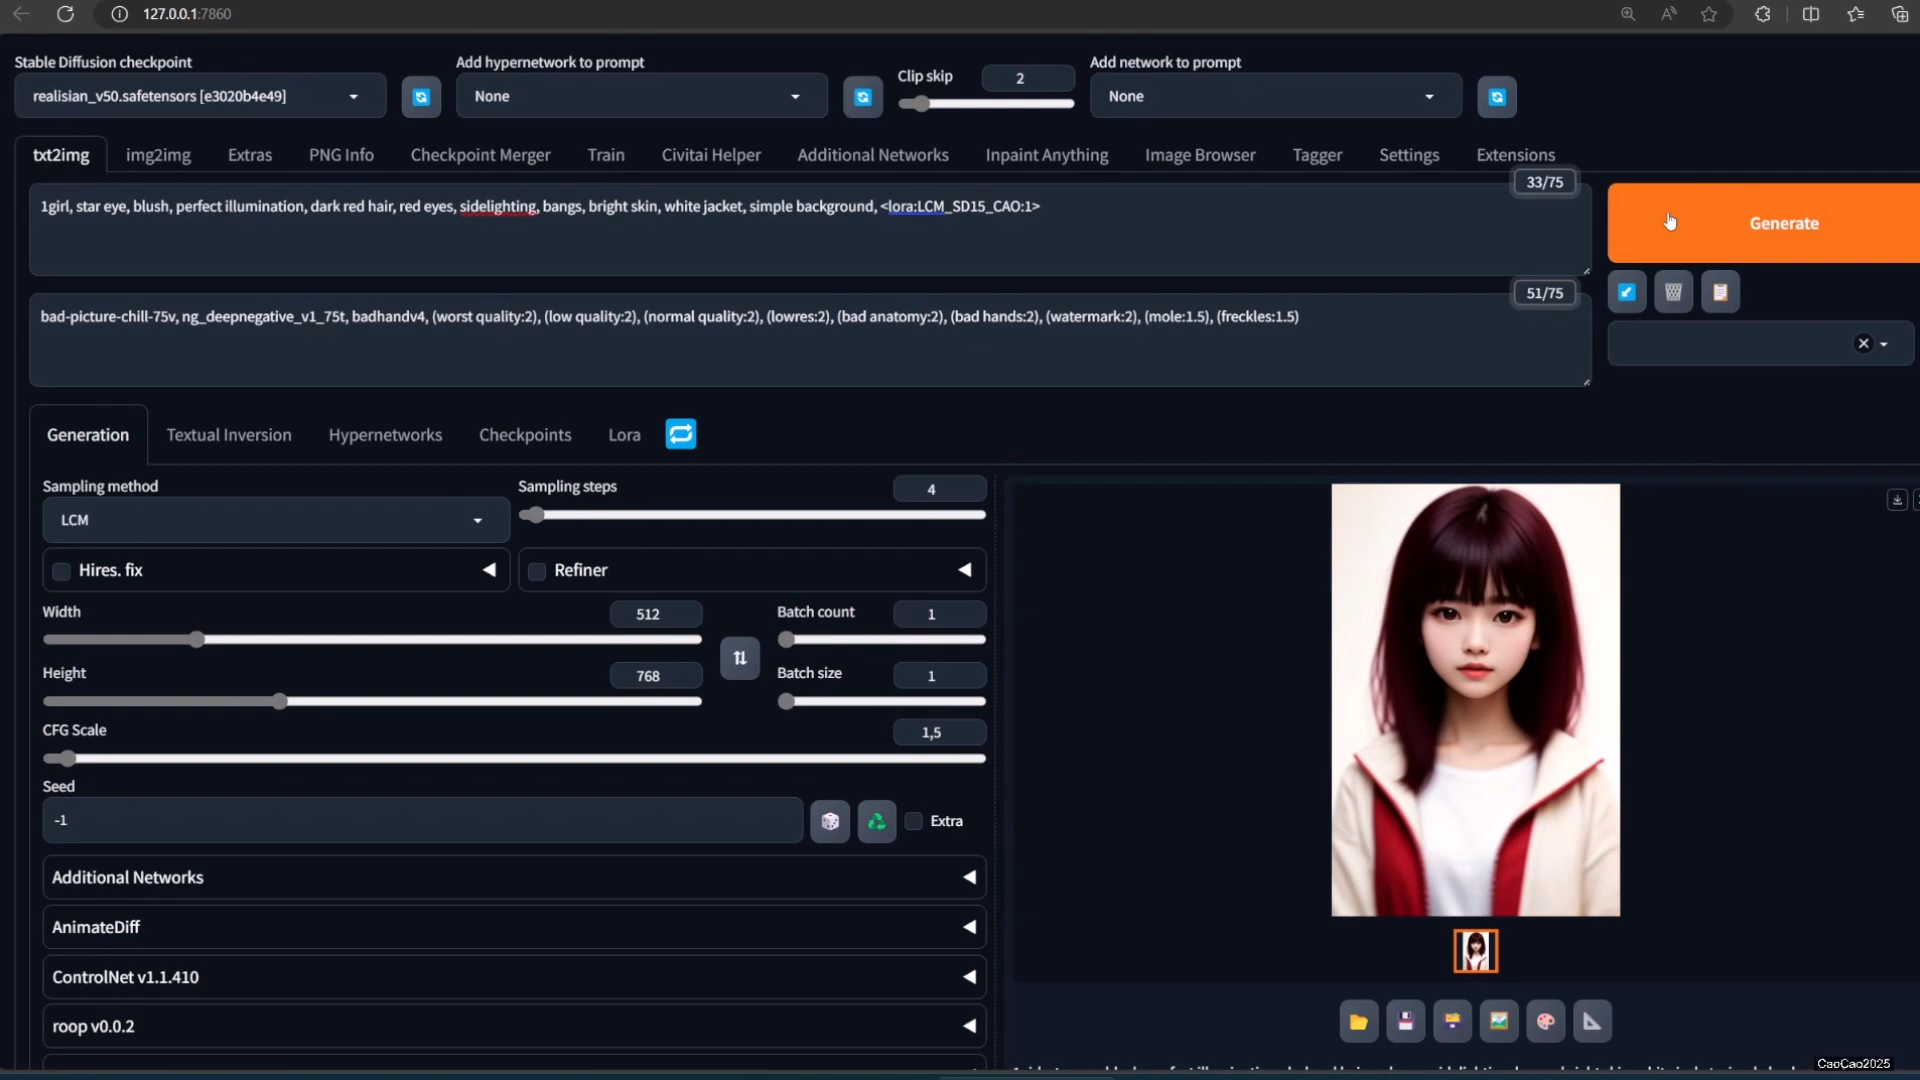 127.0.0.1:7860
Stable Diffusion checkpoint
Add hypernetwork to prompt
Clip skip
2
Add network to prompt
realisian_v50.safetensors [e3020b4e49]
None
None
txt2img
img2img
Extras
PNG Info
Checkpoint Merger
Train
Civitai Helper
Additional Networks
Inpaint Anything
Image Browser
Tagger
Settings
Extensions
33/75
1girl, star eye, blush, perfect illumination, dark red hair, red eyes, sidelighting, bangs, bright skin, white jacket, simple background, <lora:LCM_SD15_CAO:1>
Generate
51/75
bad-picture-chill-75v, ng_deepnegative_v1_75t, badhandv4, (worst quality:2), (low quality:2), (normal quality:2), (lowres:2), (bad anatomy:2), (bad hands:2), (watermark:2), (mole:1.5), (freckles:1.5)
Generation
Textual Inversion
Hypernetworks
Checkpoints
Lora
Sampling method
Sampling steps
4
LCM
Hires. fix
Refiner
Width
512
Batch count
1
Height
768
Batch size
1
CFG Scale
1,5
Seed
-1
Extra
Additional Networks
AnimateDiff
ControlNet v1.1.410
roop v0.0.2
CaoCao2025